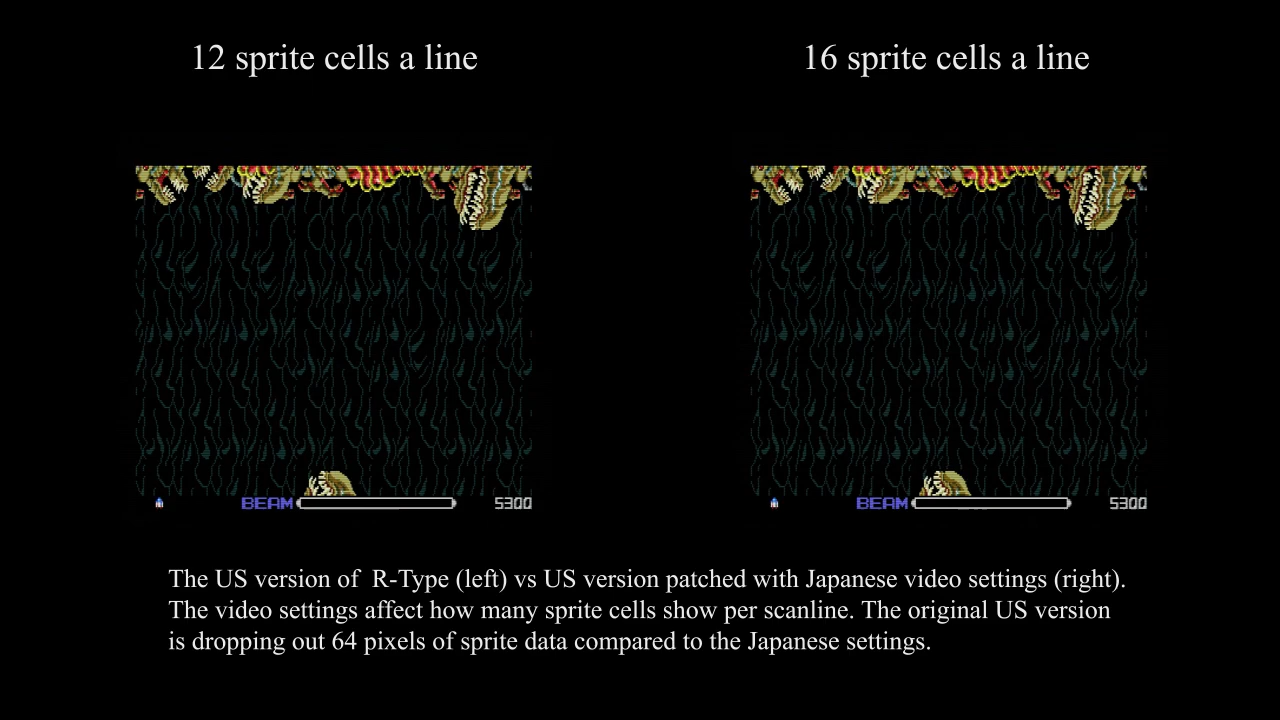 12 sprite cells a line
16 sprite cells a line
BEAM
5300
BEAM
5300
The US version of  R-Type (left) vs US version patched with Japanese video settings (right).
The video settings affect how many sprite cells show per scanline. The original US version
is dropping out 64 pixels of sprite data compared to the Japanese settings.